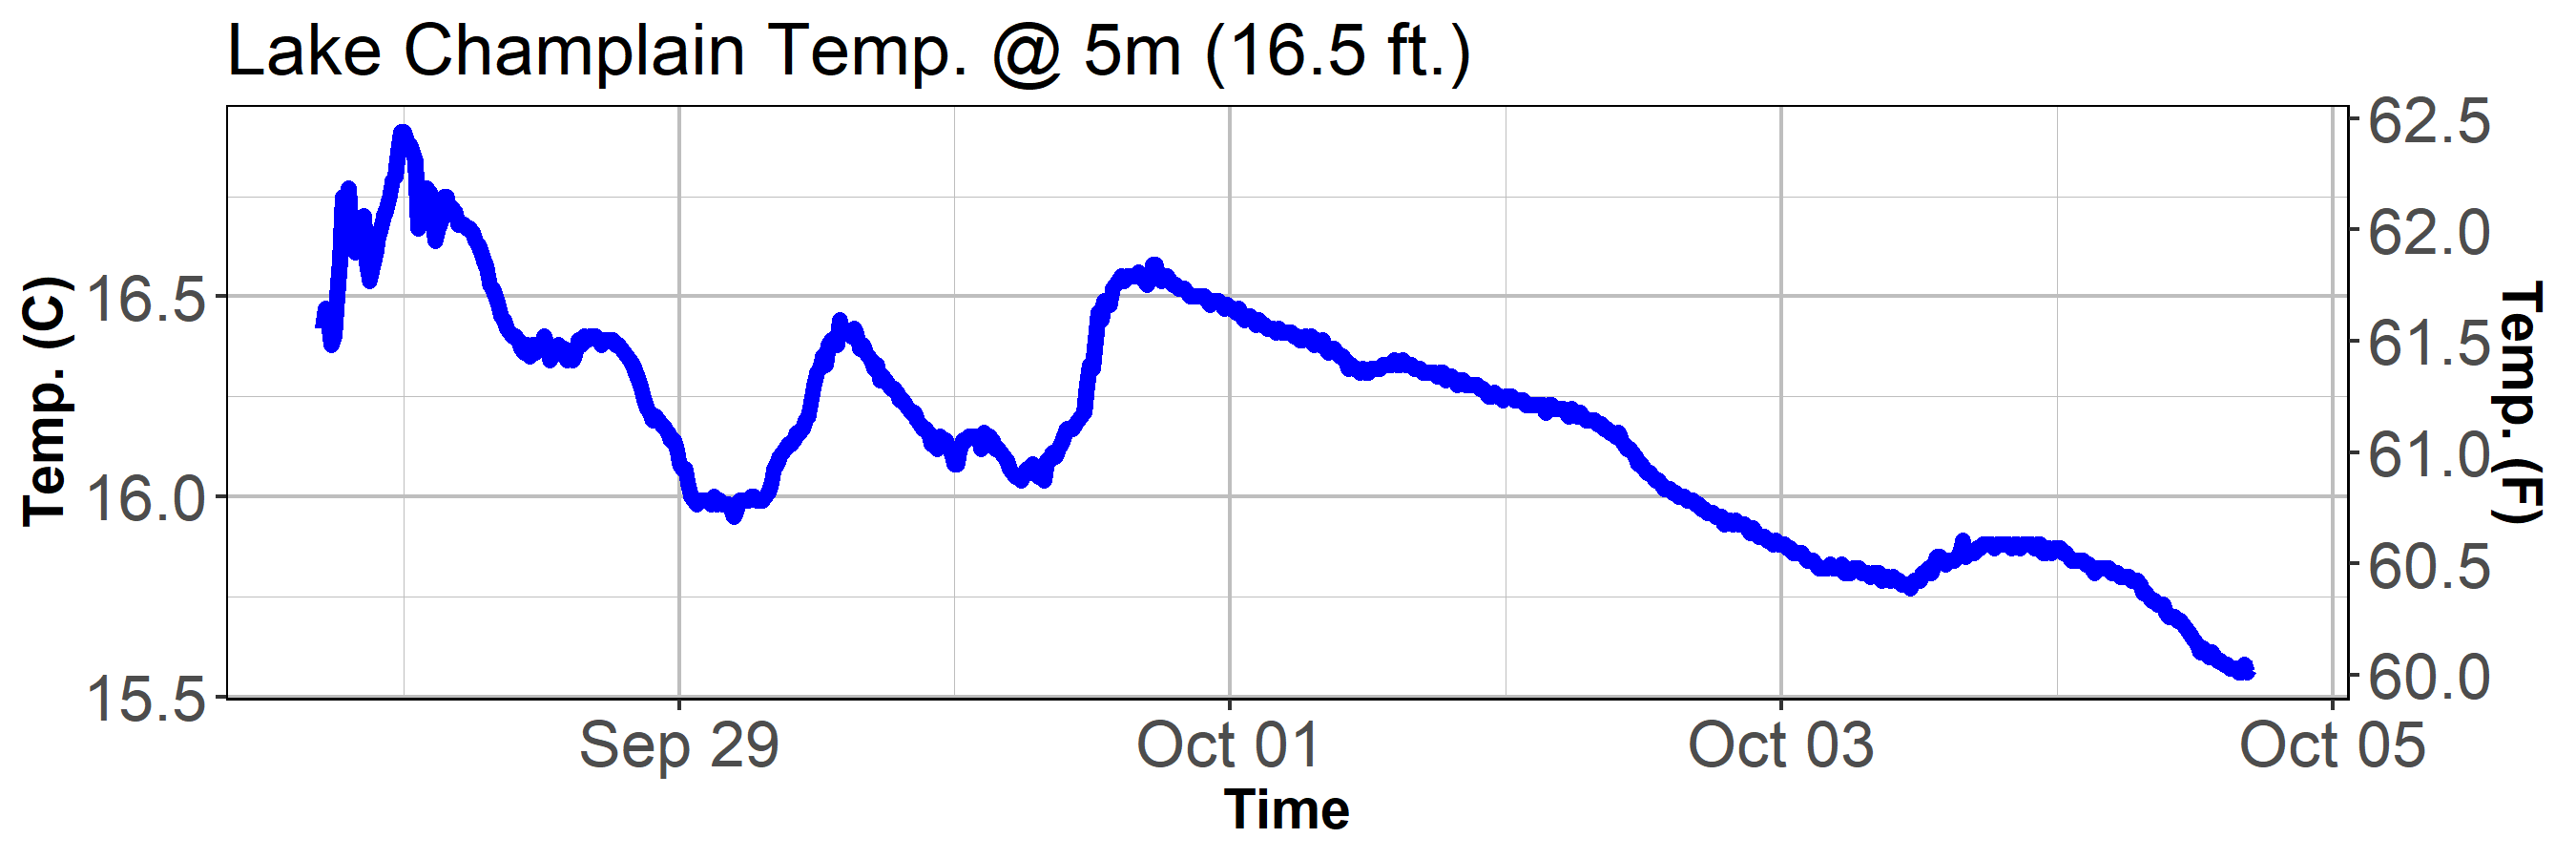 Lake Champlain Temp. @ 5m (16.5 ft.)
Temp. (C)
16.5
16.0
15.5
62.5
62.0
61.5
61.0
60.5
60.0
Temp. (F)
Sep 29
Oct 01
Oct 03
Oct 05
Time